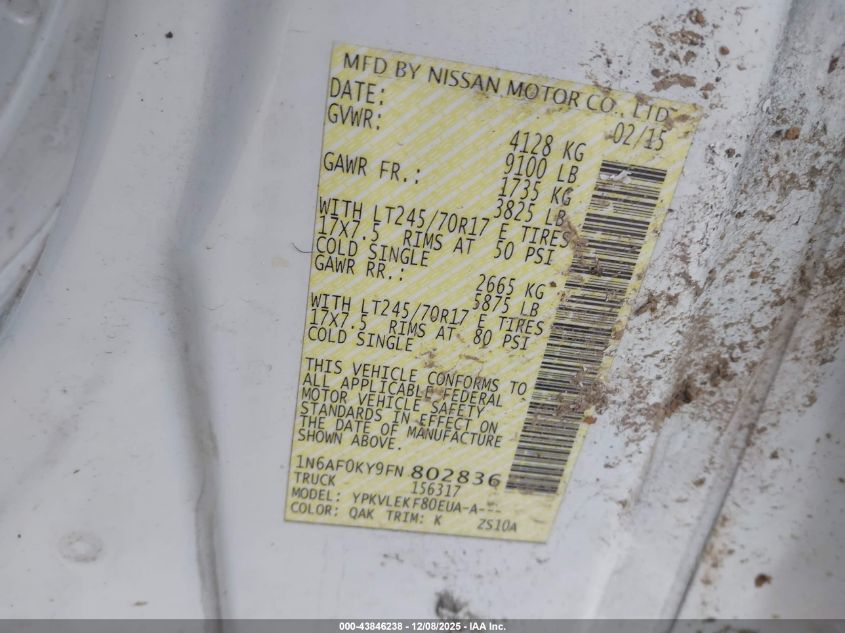 MFD BY NISSAN MOTOR CO., LTD
DATE: 02/15
GVWR: 4128 KG
9100 LB
GAWR FR.: 1735 KG
3825 LB
WITH LT245/70R17 E TIRES
17X7.5 RIMS AT 50 PSI
COLD SINGLE
GAWR RR.: 2665 KG
5875 LB
WITH LT245/70R17 E TIRES
17X7.5 RIMS AT 80 PSI
COLD SINGLE
THIS VEHICLE CONFORMS TO
ALL APPLICABLE FEDERAL
MOTOR VEHICLE SAFETY
STANDARDS IN EFFECT ON
THE DATE OF MANUFACTURE
SHOWN ABOVE.
1N6AF0KY9FN 802836
TRUCK 156317
MODEL: YPKVLEKF80EUA-A---
COLOR: QAK TRIM: K ZS10A
000-43846238 - 12/08/2025 - IAA Inc.